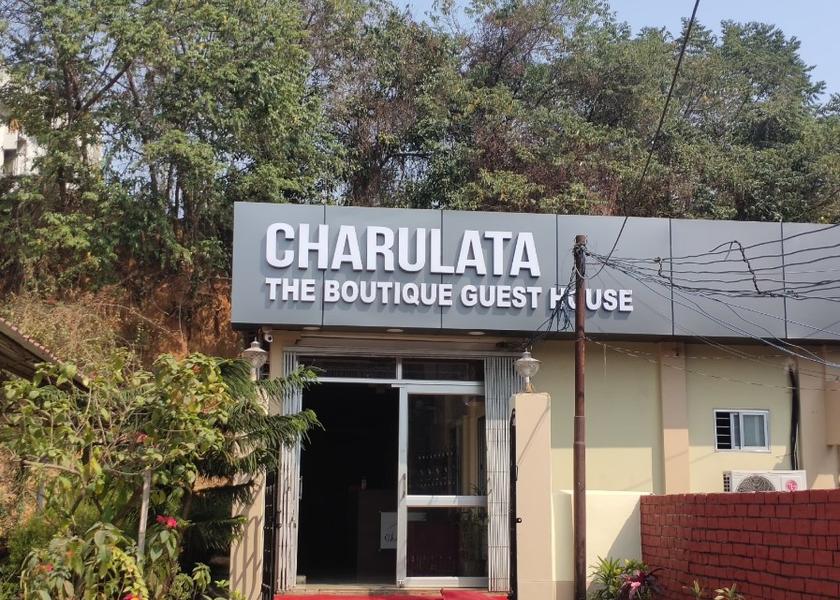 CHARULATA
THE BOUTIQUE GUEST HOUSE